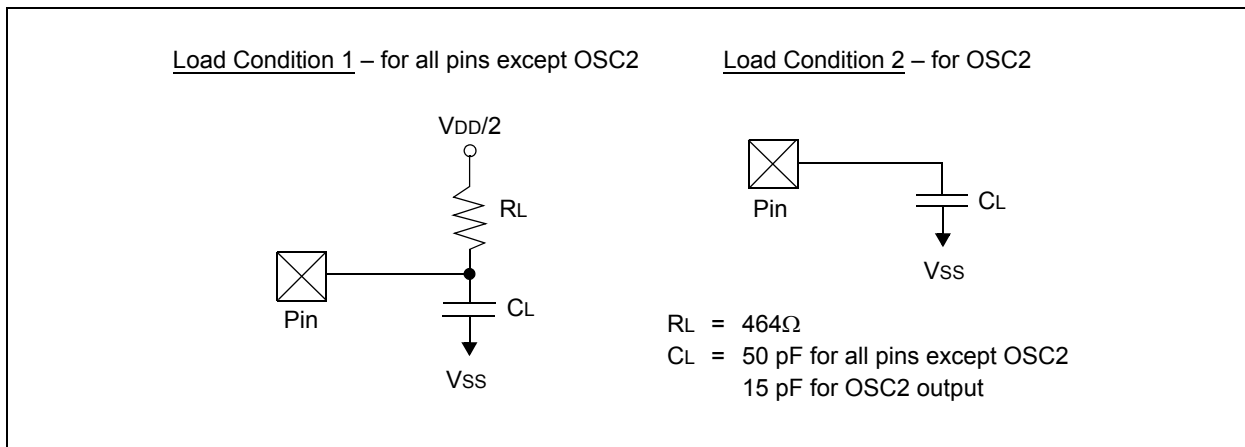 Load Condition 1 – for all pins except OSC2
VDD/2
RL
Pin
CL
VSS
Load Condition 2 – for OSC2
Pin
CL
VSS
RL = 464Ω
CL = 50 pF for all pins except OSC2
15 pF for OSC2 output